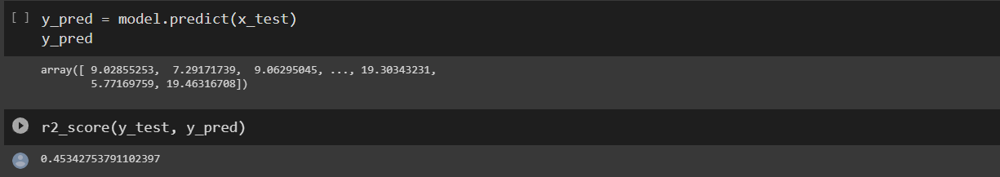 [ ] y_pred = model.predict(x_test)
y_pred
array([ 9.02855253,  7.29171739,  9.06295045, ..., 19.30343231,
        5.77169759, 19.46316708])
r2_score(y_test, y_pred)
0.45342753791102397